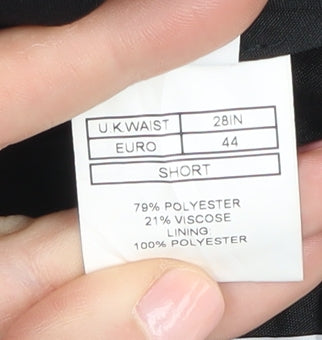 U.K.WAIST 28IN
EURO 44
SHORT
79% POLYESTER
21% VISCOSE
LINING:
100% POLYESTER